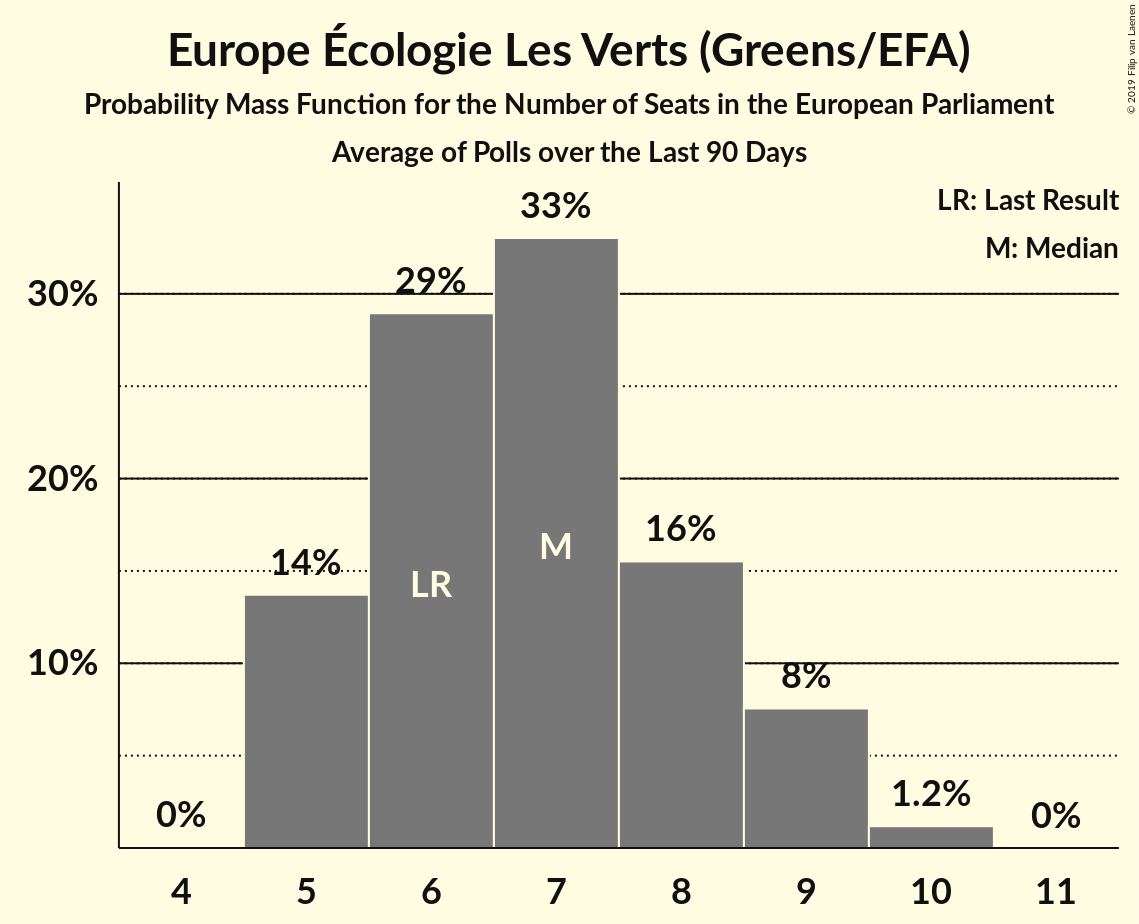 Europe Écologie Les Verts (Greens/EFA)
Probability Mass Function for the Number of Seats in the European Parliament
Average of Polls over the Last 90 Days
© 2019 Filip van Laenen
LR: Last Result
M: Median
33%
29%
30%
20%
16%
14%
M
LR
10%
8%
1.2%
0%
0%
4 5 6 7 8 9 10 11